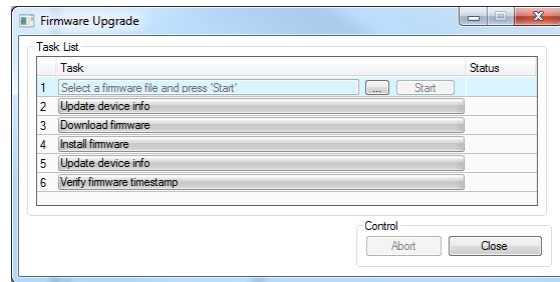 Firmware Upgrade
Task List
Task Status
1 Select a firmware file and press 'Start' ... Start
2 Update device info
3 Download firmware
4 Install firmware
5 Update device info
6 Verify firmware timestamp
Control
Abort Close